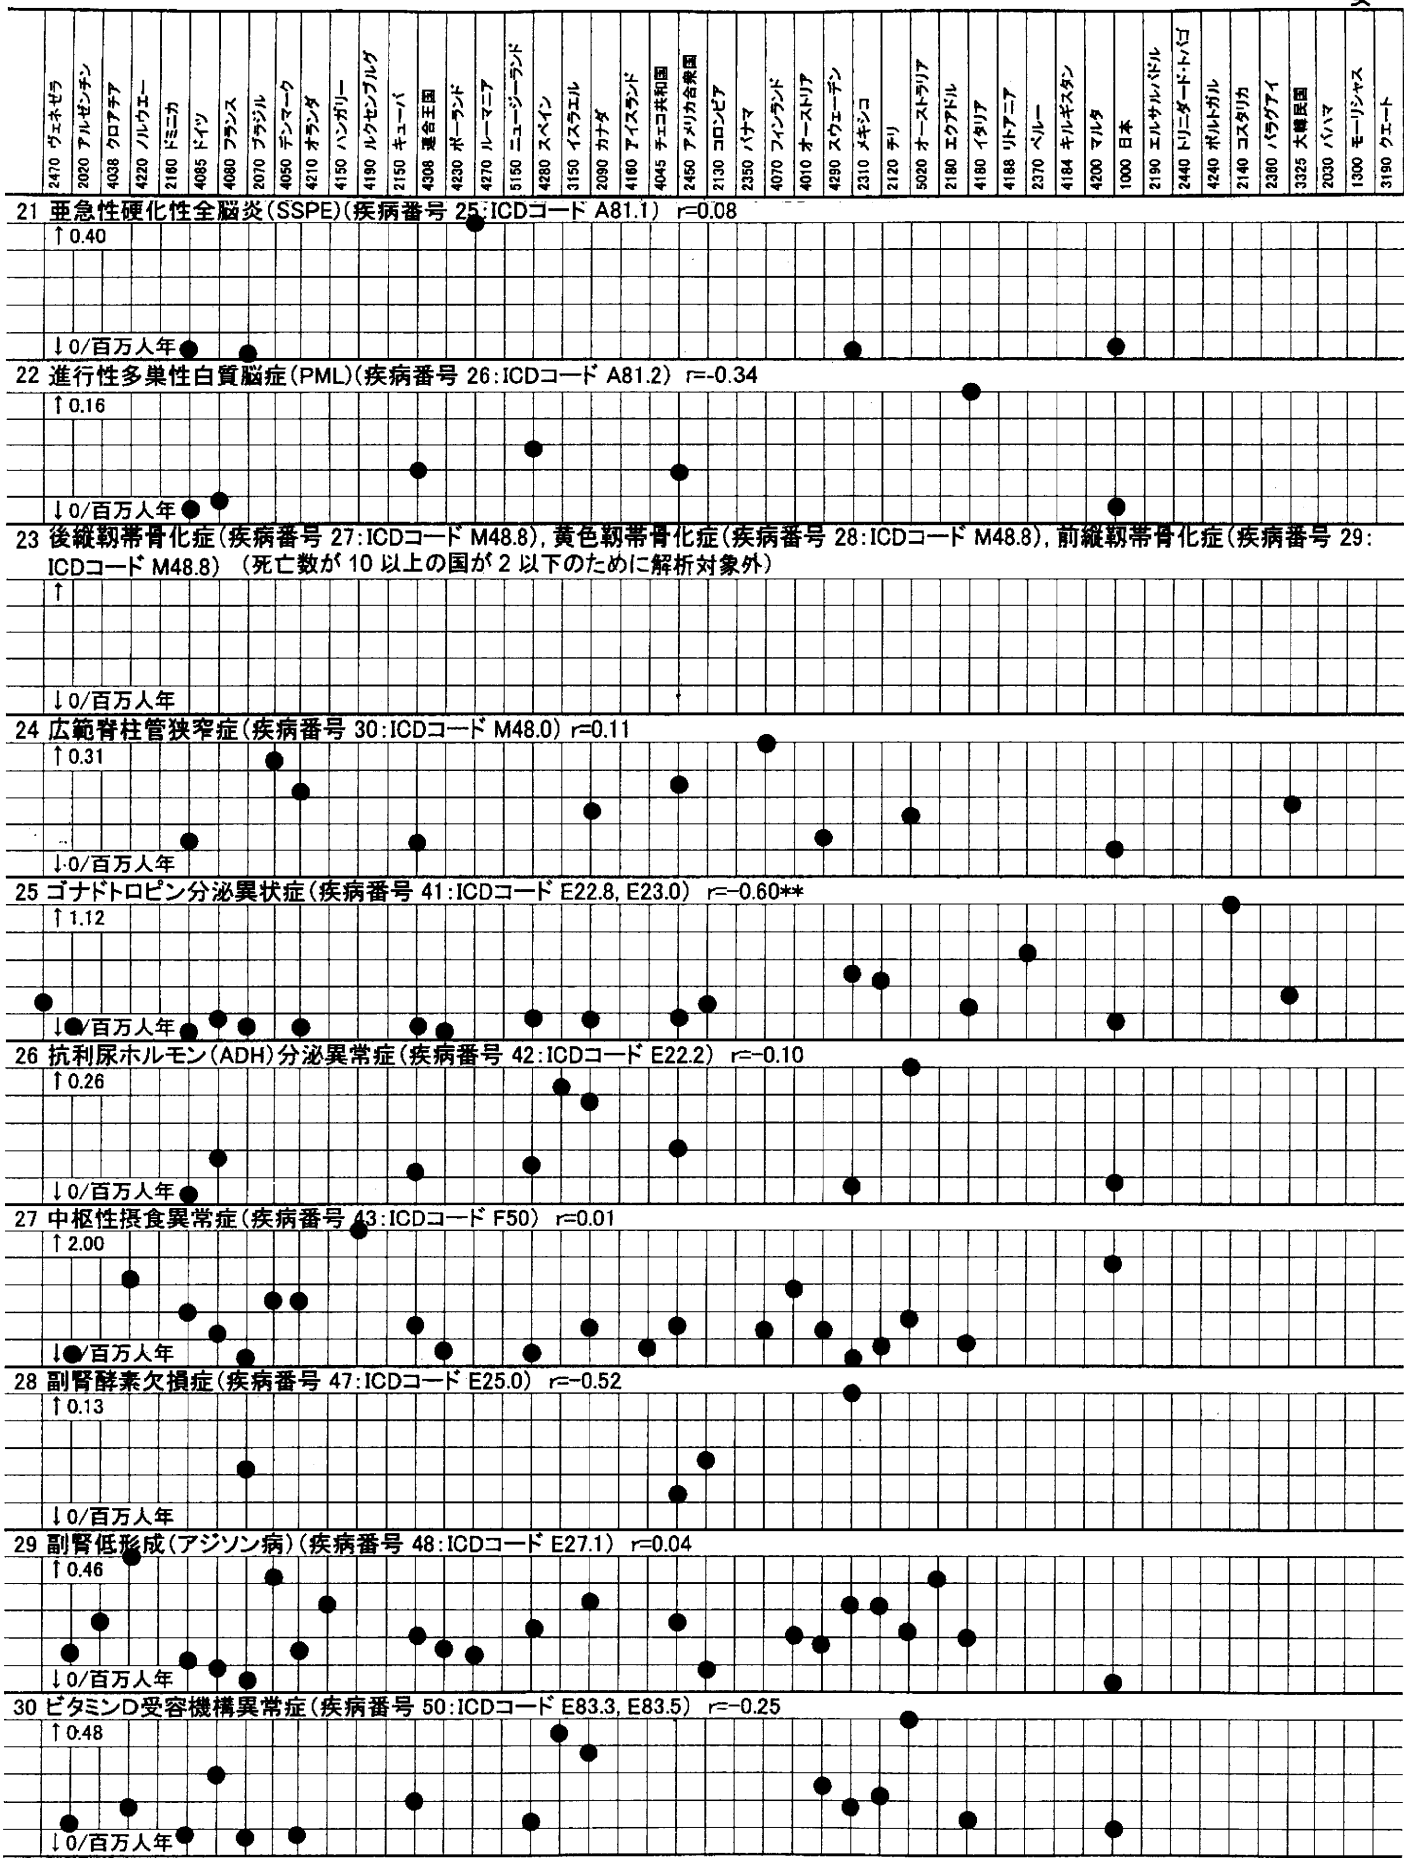 2470 ヴェネゼラ
2020 アルゼンチン
4038 クロアチア
4220 ノルウェー
2160 ドミニカ
4085 ドイツ
4080 フランス
2070 ブラジル
4050 デンマーク
4210 オランダ
4150 ハンガリー
4190 ルクセンブルグ
2150 キューバ
4308 連合王国
4230 ポーランド
4270 ルーマニア
5150 ニュージーランド
4280 スペイン
3150 イスラエル
2090 カナダ
4160 アイスランド
4045 チェコ共和国
2450 アメリカ合衆国
2130 コロンビア
2350 パナマ
4070 フィンランド
4010 オーストリア
4290 スウェーデン
2310 メキシコ
2120 チリ
5020 オーストラリア
2180 エクアドル
4180 イタリア
4188 リトアニア
2370 ペルー
4184 キルギスタン
4200 マルタ
1000 日本
2190 エルサルバドル
2440 トリニダード・トバゴ
4240 ポルトガル
2140 コスタリカ
2360 パラグアイ
3325 大韓民国
2030 バハマ
1300 モーリシャス
3190 クエート
21 亜急性硬化性全脳炎(SSPE)(疾病番号 25:ICDコード A81.1) r=0.08
↑0.40
↓0/百万人年
22 進行性多巣性白質脳症(PML)(疾病番号 26:ICDコード A81.2) r=-0.34
↑0.16
↓0/百万人年
23 後縦靭帯骨化症(疾病番号 27:ICDコード M48.8), 黄色靭帯骨化症(疾病番号 28:ICDコード M48.8), 前縦靭帯骨化症(疾病番号 29:
ICDコード M48.8) (死亡数が 10 以上の国が 2 以下のために解析対象外)
↑
↓0/百万人年
24 広範脊柱管狭窄症(疾病番号 30:ICDコード M48.0) r=0.11
↑0.31
↓0/百万人年
25 ゴナドトロピン分泌異状症(疾病番号 41:ICDコード E22.8, E23.0) r=-0.60**
↑1.12
↓0/百万人年
26 抗利尿ホルモン(ADH)分泌異常症(疾病番号 42:ICDコード E22.2) r=-0.10
↑0.26
↓0/百万人年
27 中枢性摂食異常症(疾病番号 43:ICDコード F50) r=0.01
↑2.00
↓0/百万人年
28 副腎酵素欠損症(疾病番号 47:ICDコード E25.0) r=-0.52
↑0.13
↓0/百万人年
29 副腎低形成(アジソン病)(疾病番号 48:ICDコード E27.1) r=0.04
↑0.46
↓0/百万人年
30 ビタミンD受容機構異常症(疾病番号 50:ICDコード E83.3, E83.5) r=-0.25
↑0.48
↓0/百万人年